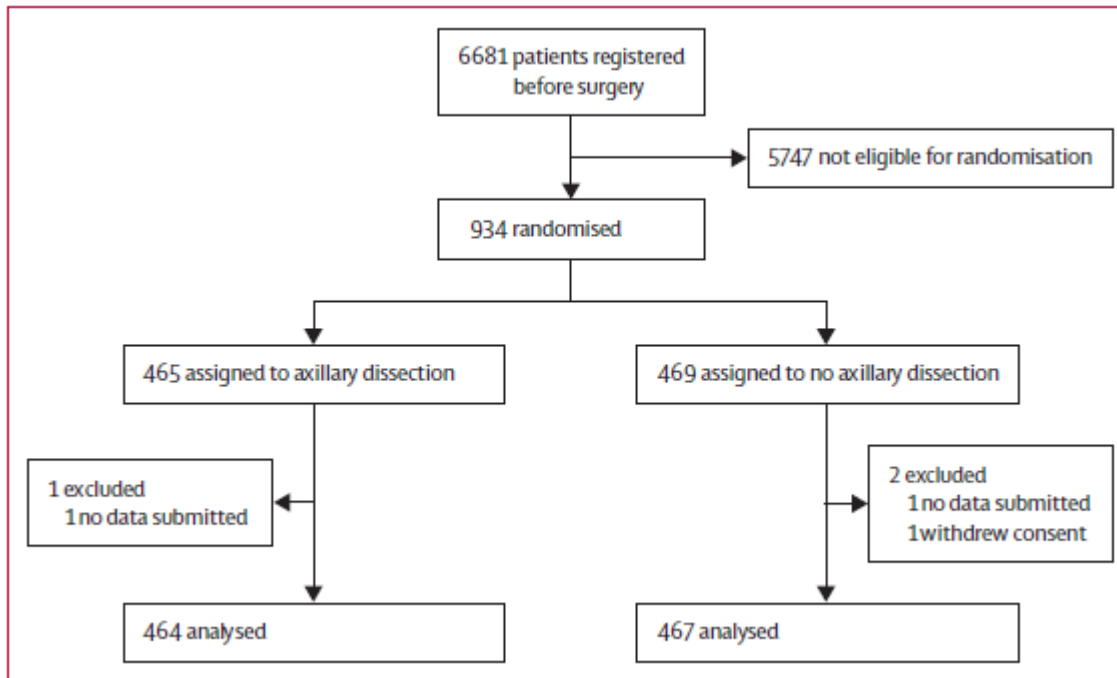 6681 patients registered
before surgery
5747 not eligible for randomisation
934 randomised
465 assigned to axillary dissection
469 assigned to no axillary dissection
1 excluded
1 no data submitted
2 excluded
1 no data submitted
1 withdrew consent
464 analysed
467 analysed